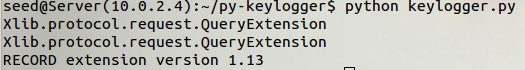 seed@Server(10.0.2.4):~/py-keylogger$ python keylogger.py
Xlib.protocol.request.QueryExtension
Xlib.protocol.request.QueryExtension
RECORD extension version 1.13